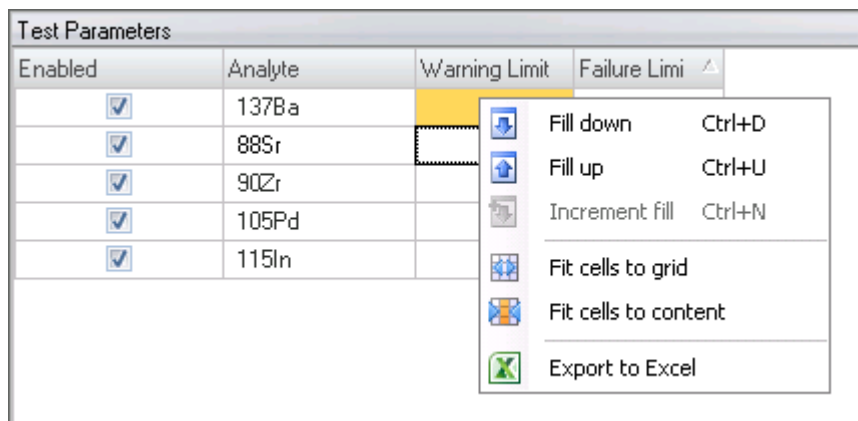 Test Parameters
Enabled Analyte Warning Limit Failure Limi
137Ba
88Sr
90Zr
105Pd
115In
Fill down Ctrl+D
Fill up Ctrl+U
Increment fill Ctrl+N
Fit cells to grid
Fit cells to content
Export to Excel